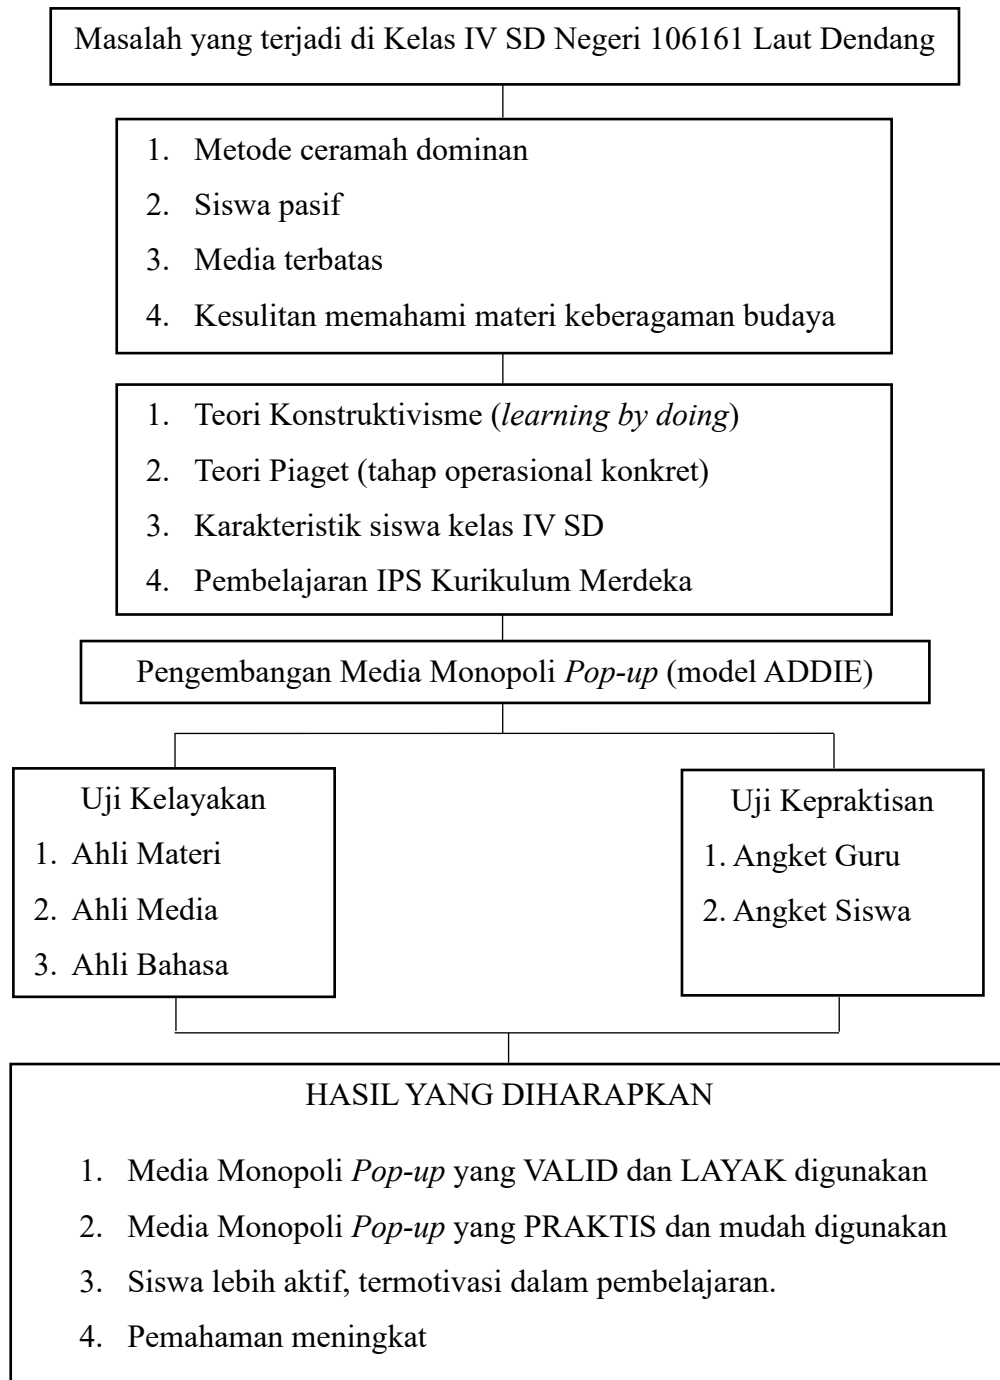 Masalah yang terjadi di Kelas IV SD Negeri 106161 Laut Dendang
1. Metode ceramah dominan
2. Siswa pasif
3. Media terbatas
4. Kesulitan memahami materi keberagaman budaya
1. Teori Konstruktivisme (learning by doing)
2. Teori Piaget (tahap operasional konkret)
3. Karakteristik siswa kelas IV SD
4. Pembelajaran IPS Kurikulum Merdeka
Pengembangan Media Monopoli Pop-up (model ADDIE)
Uji Kelayakan
1. Ahli Materi
2. Ahli Media
3. Ahli Bahasa
Uji Kepraktisan
1. Angket Guru
2. Angket Siswa
HASIL YANG DIHARAPKAN
1. Media Monopoli Pop-up yang VALID dan LAYAK digunakan
2. Media Monopoli Pop-up yang PRAKTIS dan mudah digunakan
3. Siswa lebih aktif, termotivasi dalam pembelajaran.
4. Pemahaman meningkat